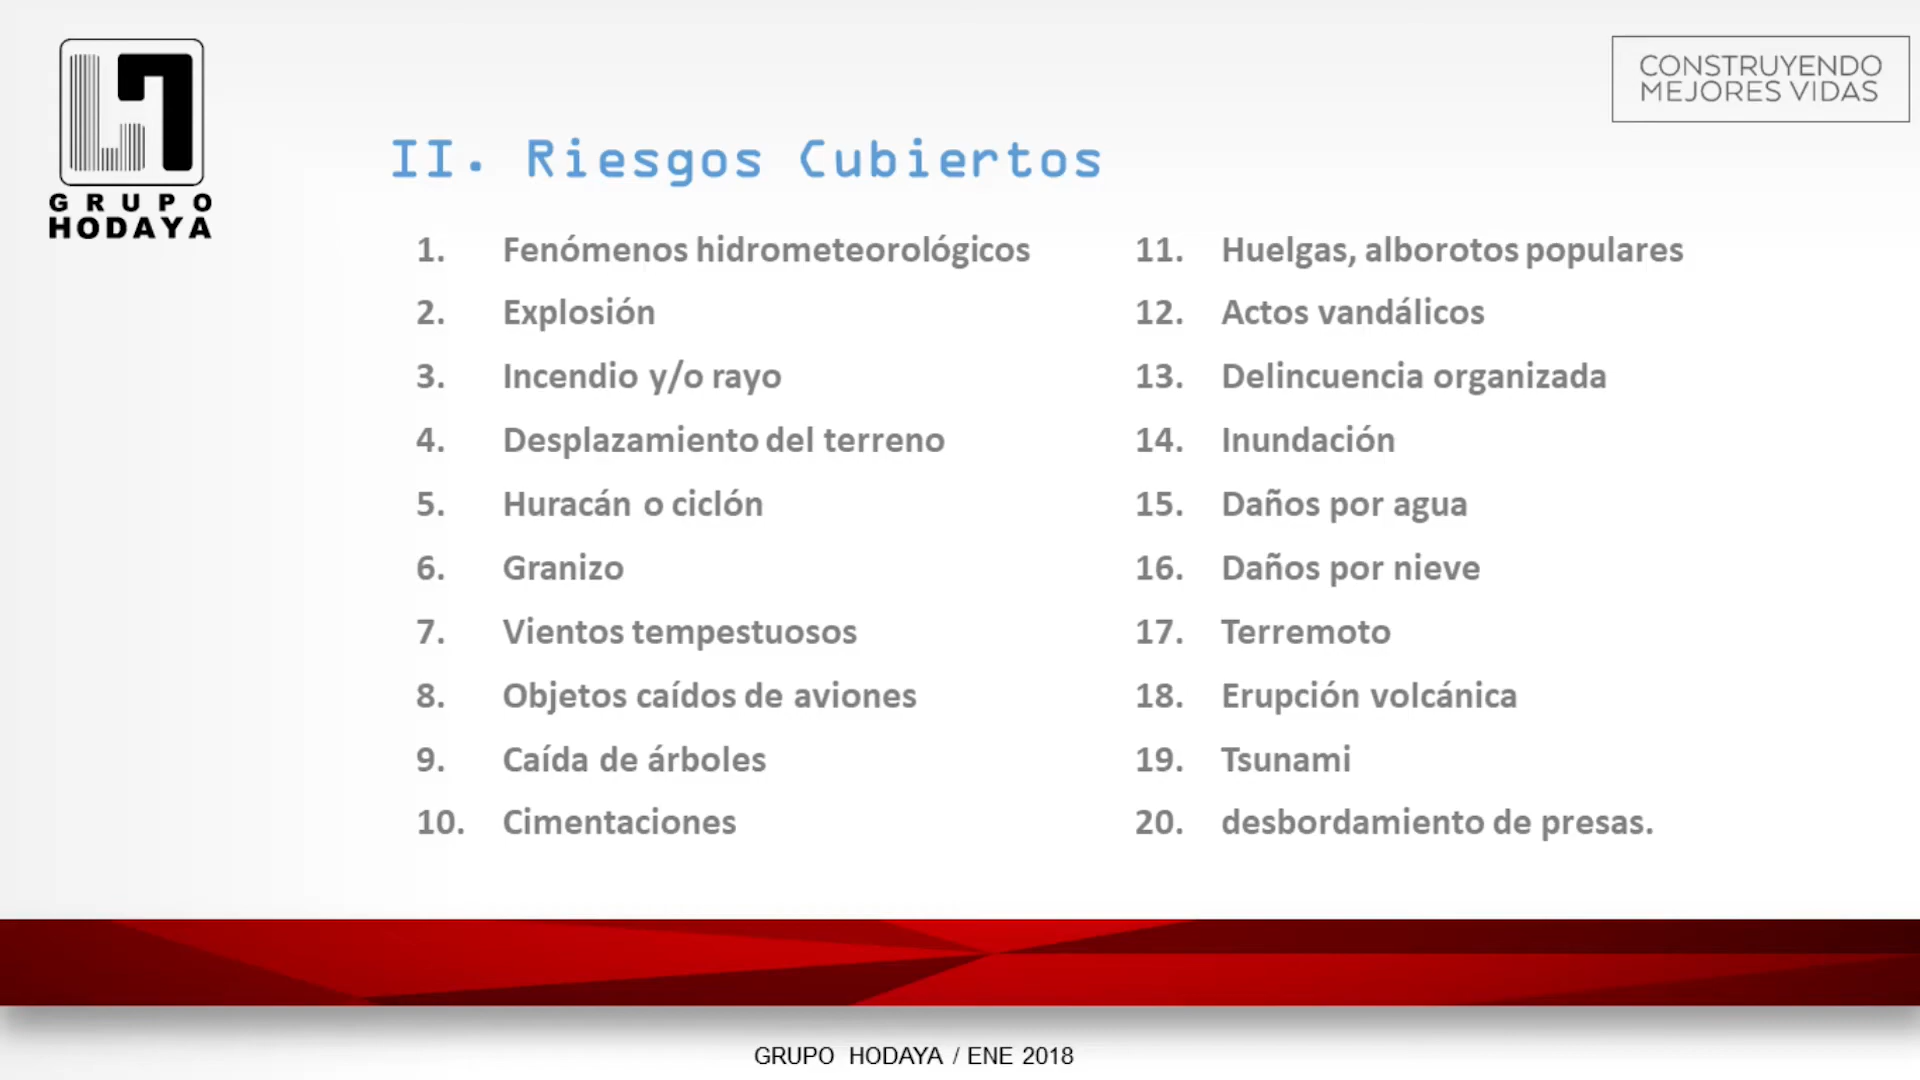 GRUPO
HODAYA
CONSTRUYENDO
MEJORES VIDAS
II. Riesgos Cubiertos
1. Fenómenos hidrometeorológicos
2. Explosión
3. Incendio y/o rayo
4. Desplazamiento del terreno
5. Huracán o ciclón
6. Granizo
7. Vientos tempestuosos
8. Objetos caídos de aviones
9. Caída de árboles
10. Cimentaciones
11. Huelgas, alborotos populares
12. Actos vandálicos
13. Delincuencia organizada
14. Inundación
15. Daños por agua
16. Daños por nieve
17. Terremoto
18. Erupción volcánica
19. Tsunami
20. desbordamiento de presas.
GRUPO HODAYA / ENE 2018